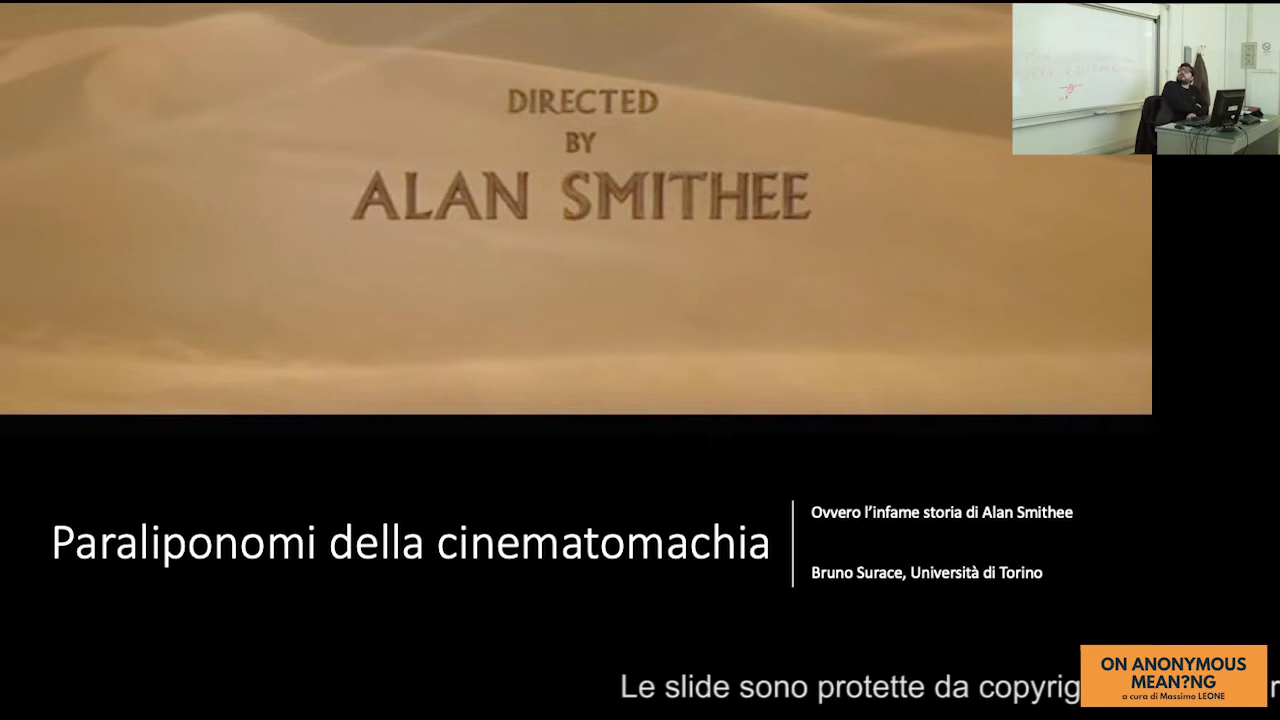 DIRECTED
BY
ALAN SMITHEE
Paraliponomi della cinematomachia
Ovvero l'infame storia di Alan Smithee
Bruno Surace, Università di Torino
Le slide sono protette da copyrig
ON ANONYMOUS
MEAN?NG
a cura di Massimo LEONE